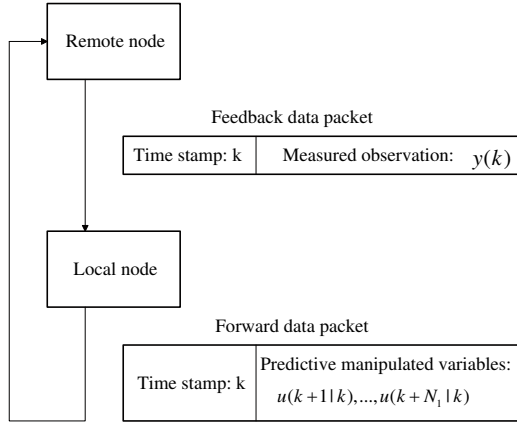 Remote node
Feedback data packet
Time stamp: k
Measured observation: y(k)
Local node
Forward data packet
Time stamp: k
Predictive manipulated variables:
u(k+1|k),...,u(k+N₁|k)